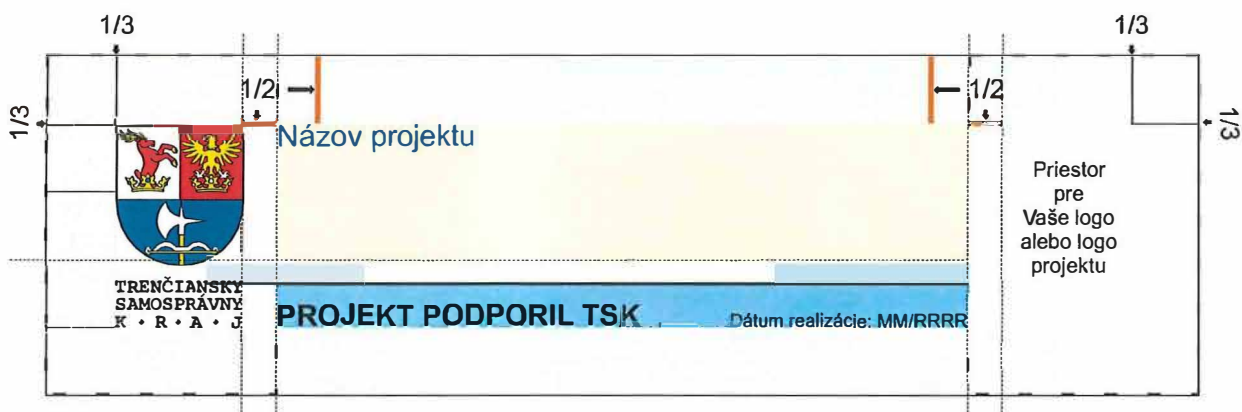 1/3
1/3
1/2
1/2
1/3
1/3
Názov projektu
Priestor
pre
Vaše logo
alebo logo
projektu
TRENČIANSKY
SAMOSPRÁVNY
K · R · A · J
PROJEKT PODPORIL TSK
Dátum realizácie: MM/RRRR